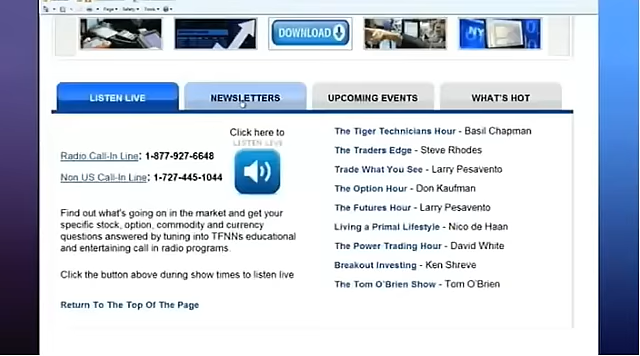 Page
Safety
Tools
DOWNLOAD
NY
LISTEN LIVE
NEWSLETTERS
UPCOMING EVENTS
WHAT'S HOT
Click here to
LISTEN LIVE
Radio Call-In Line: 1-877-927-6648
Non US Call-In Line: 1-727-445-1044
Find out what's going on in the market and get your
specific stock, option, commodity and currency
questions answered by tuning into TFNNs educational
and entertaining call in radio programs.
Click the button above during show times to listen live
Return To The Top Of The Page
The Tiger Technicians Hour - Basil Chapman
The Traders Edge - Steve Rhodes
Trade What You See - Larry Pesavento
The Option Hour - Don Kaufman
The Futures Hour - Larry Pesavento
Living a Primal Lifestyle - Nico de Haan
The Power Trading Hour - David White
Breakout Investing - Ken Shreve
The Tom O'Brien Show - Tom O'Brien